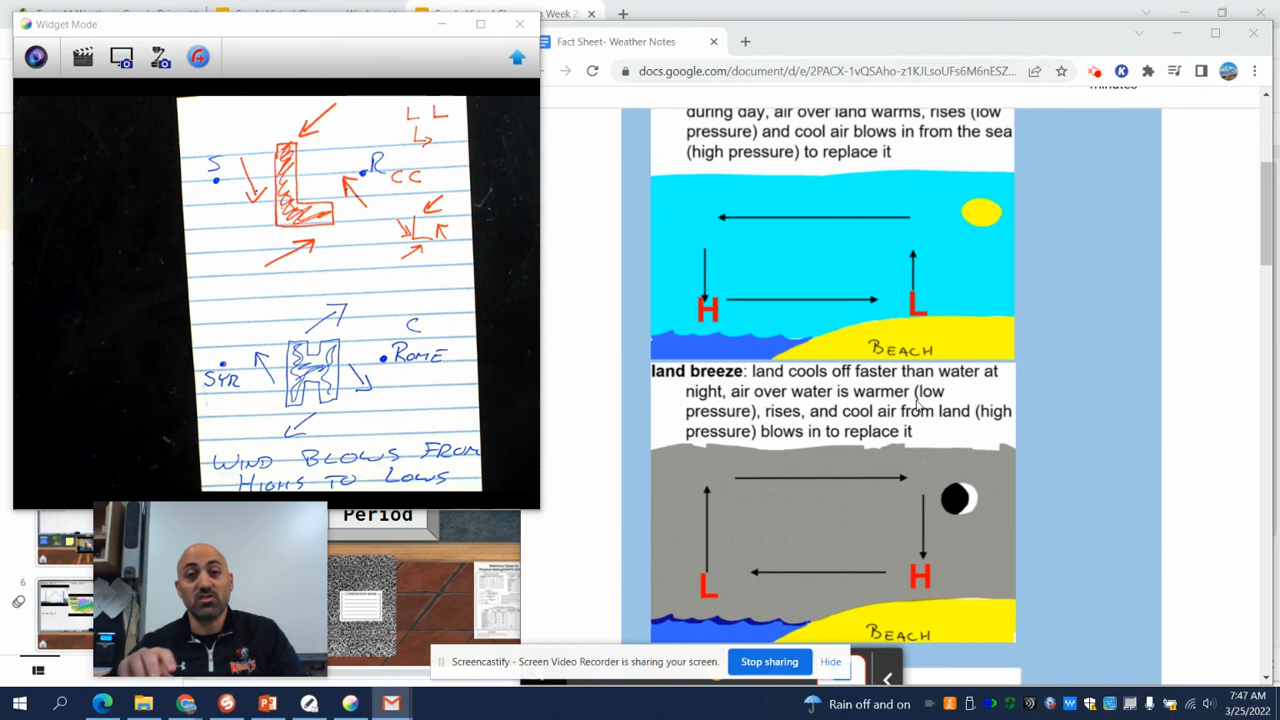 Widget Mode
L L
L
S
R
C C
L
C
ROME
SYR
WIND BLOWS FROM
HIGHS TO LOWS
Period
6
Fact Sheet- Weather Notes
docs.google.com/document/d/e/2PACX-1vQSAho-z1KJLsoUFs6M6nESZ...
minutes
during day, air over land warms, rises (low
pressure) and cool air blows in from the sea
(high pressure) to replace it
H
L
BEACH
land breeze: land cools off faster than water at
night, air over water is warmer (low
pressure), rises, and cool air from land (high
pressure) blows in to replace it
L
H
BEACH
Screencastify - Screen Video Recorder is sharing your screen.
Stop sharing
Hide
Rain off and on
7:47 AM
3/25/2022